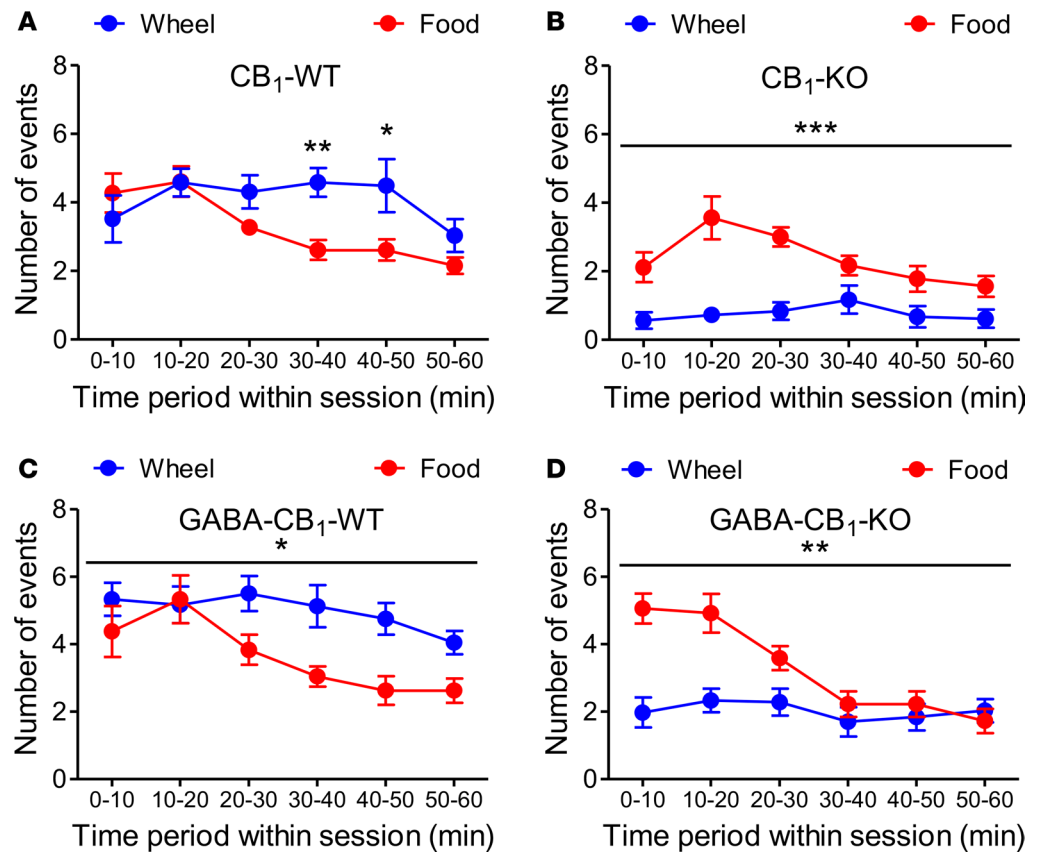 A Wheel Food
CB₁-WT
** *
Number of events
8
6
4
2
0
0-10 10-20 20-30 30-40 40-50 50-60
Time period within session (min)
B Wheel Food
CB₁-KO
***
Number of events
8
6
4
2
0
0-10 10-20 20-30 30-40 40-50 50-60
Time period within session (min)
C Wheel Food
GABA-CB₁-WT
*
Number of events
8
6
4
2
0
0-10 10-20 20-30 30-40 40-50 50-60
Time period within session (min)
D Wheel Food
GABA-CB₁-KO
**
Number of events
8
6
4
2
0
0-10 10-20 20-30 30-40 40-50 50-60
Time period within session (min)